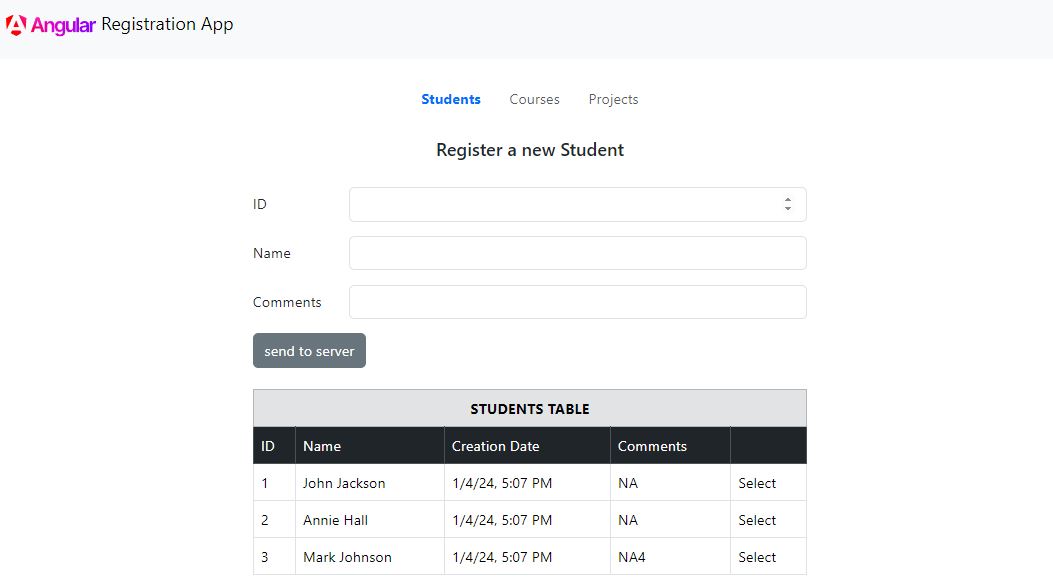 Angular Registration App
Students Courses Projects
Register a new Student
ID
Name
Comments
send to server
STUDENTS TABLE
ID Name Creation Date Comments
1 John Jackson 1/4/24, 5:07 PM NA Select
2 Annie Hall 1/4/24, 5:07 PM NA Select
3 Mark Johnson 1/4/24, 5:07 PM NA4 Select